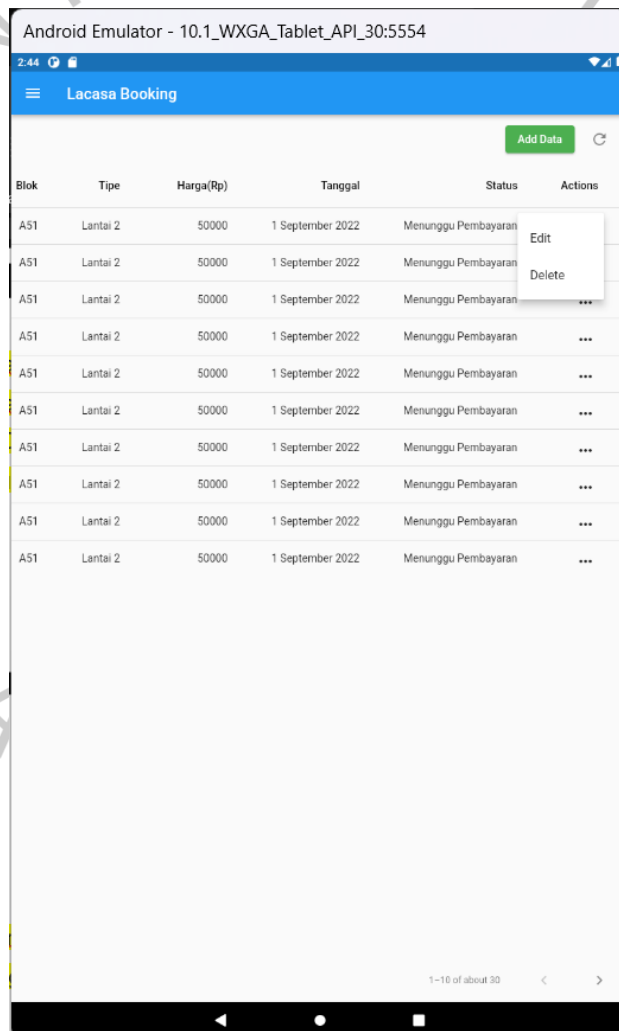 Android Emulator - 10.1_WXGA_Tablet_API_30:5554
2:44
Lacasa Booking
Add Data
Blok Tipe Harga(Rp) Tanggal Status Actions
A51 Lantai 2 50000 1 September 2022 Menunggu Pembayaran
Edit
A51 Lantai 2 50000 1 September 2022 Menunggu Pembayaran
Delete
A51 Lantai 2 50000 1 September 2022 Menunggu Pembayaran ...
A51 Lantai 2 50000 1 September 2022 Menunggu Pembayaran ...
A51 Lantai 2 50000 1 September 2022 Menunggu Pembayaran ...
A51 Lantai 2 50000 1 September 2022 Menunggu Pembayaran ...
A51 Lantai 2 50000 1 September 2022 Menunggu Pembayaran ...
A51 Lantai 2 50000 1 September 2022 Menunggu Pembayaran ...
A51 Lantai 2 50000 1 September 2022 Menunggu Pembayaran ...
A51 Lantai 2 50000 1 September 2022 Menunggu Pembayaran ...
1–10 of about 30